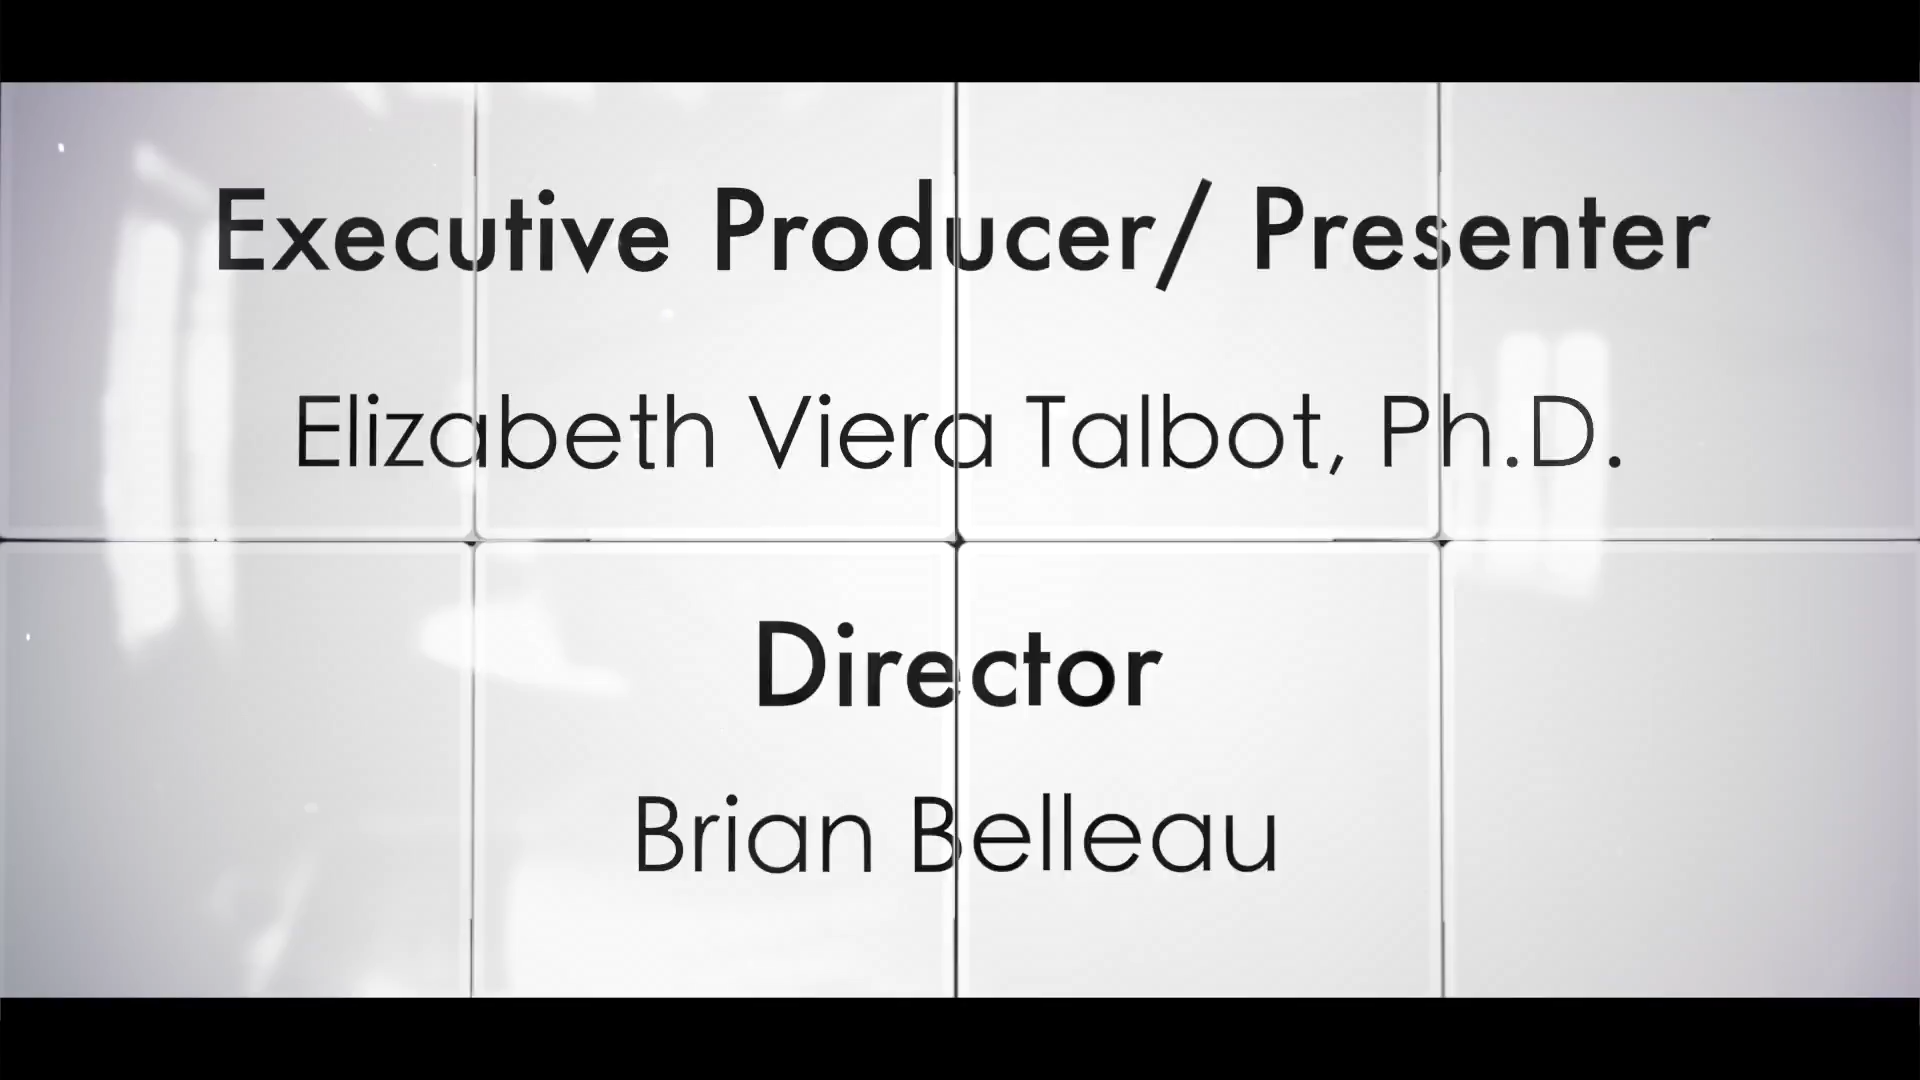 Executive Producer/ Presenter
Elizabeth Viera Talbot, Ph.D.
Director
Brian Belleau